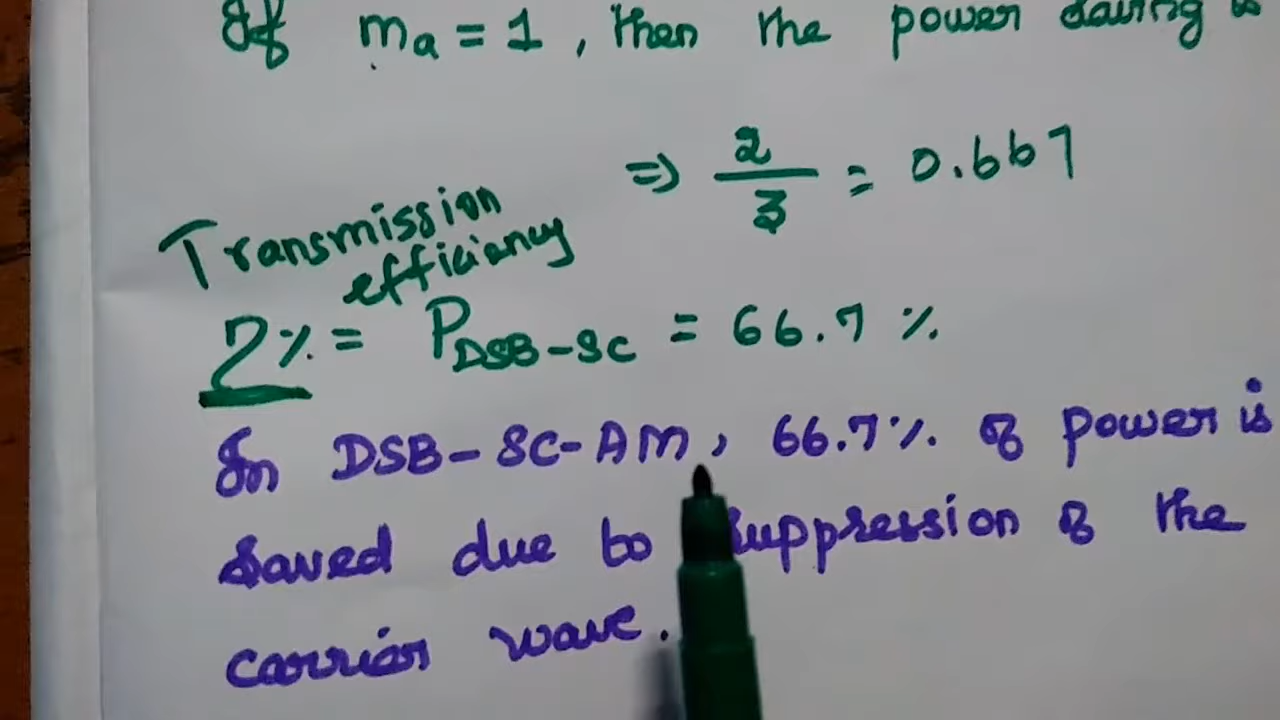 If ma = 1, then the power saving is
=> 2/3 = 0.667
Transmission
efficiency
η% = PDSB-SC = 66.7 %
In DSB-SC-AM, 66.7% of power is
saved due to suppression of the
carrier wave.